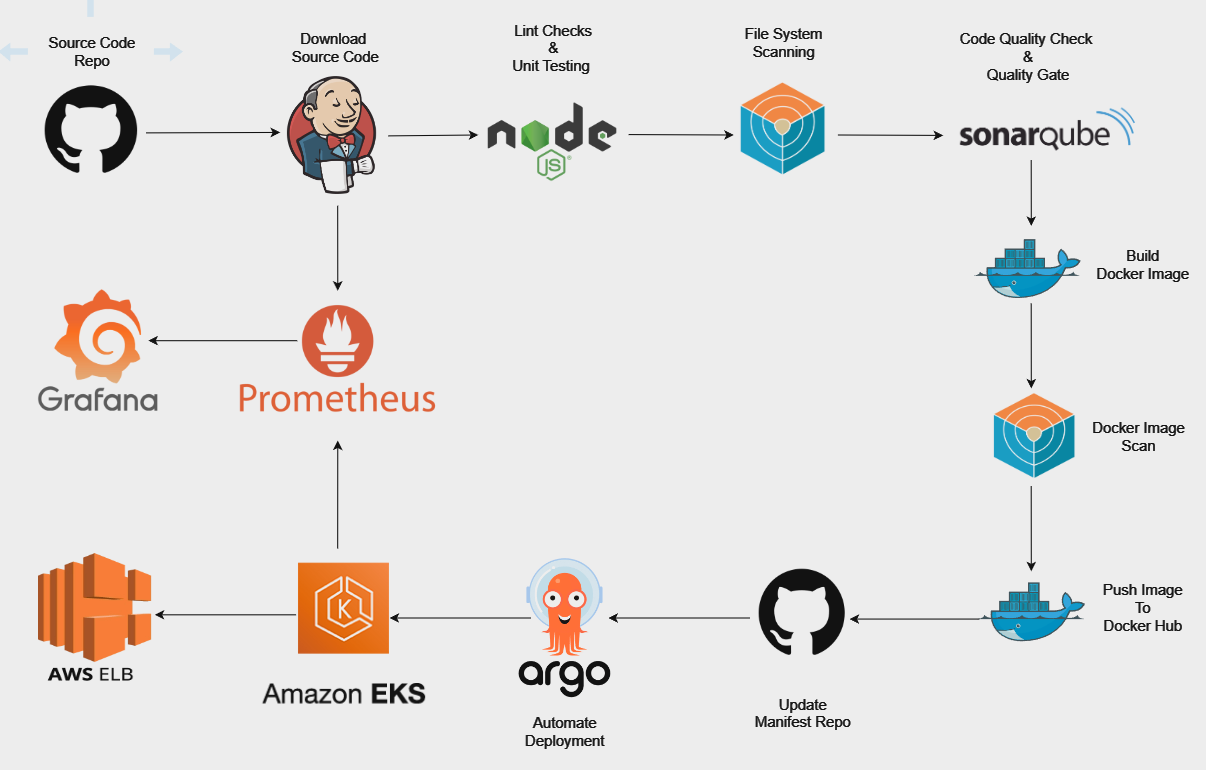 Source Code
Repo
Download
Source Code
Lint Checks
&
Unit Testing
File System
Scanning
Code Quality Check
&
Quality Gate
node
JS
®
sonarqube
Build
Docker Image
Grafana
Prometheus
Docker Image
Scan
AWS ELB
K
Amazon EKS
argo
Automate
Deployment
Update
Manifest Repo
Push Image
To
Docker Hub